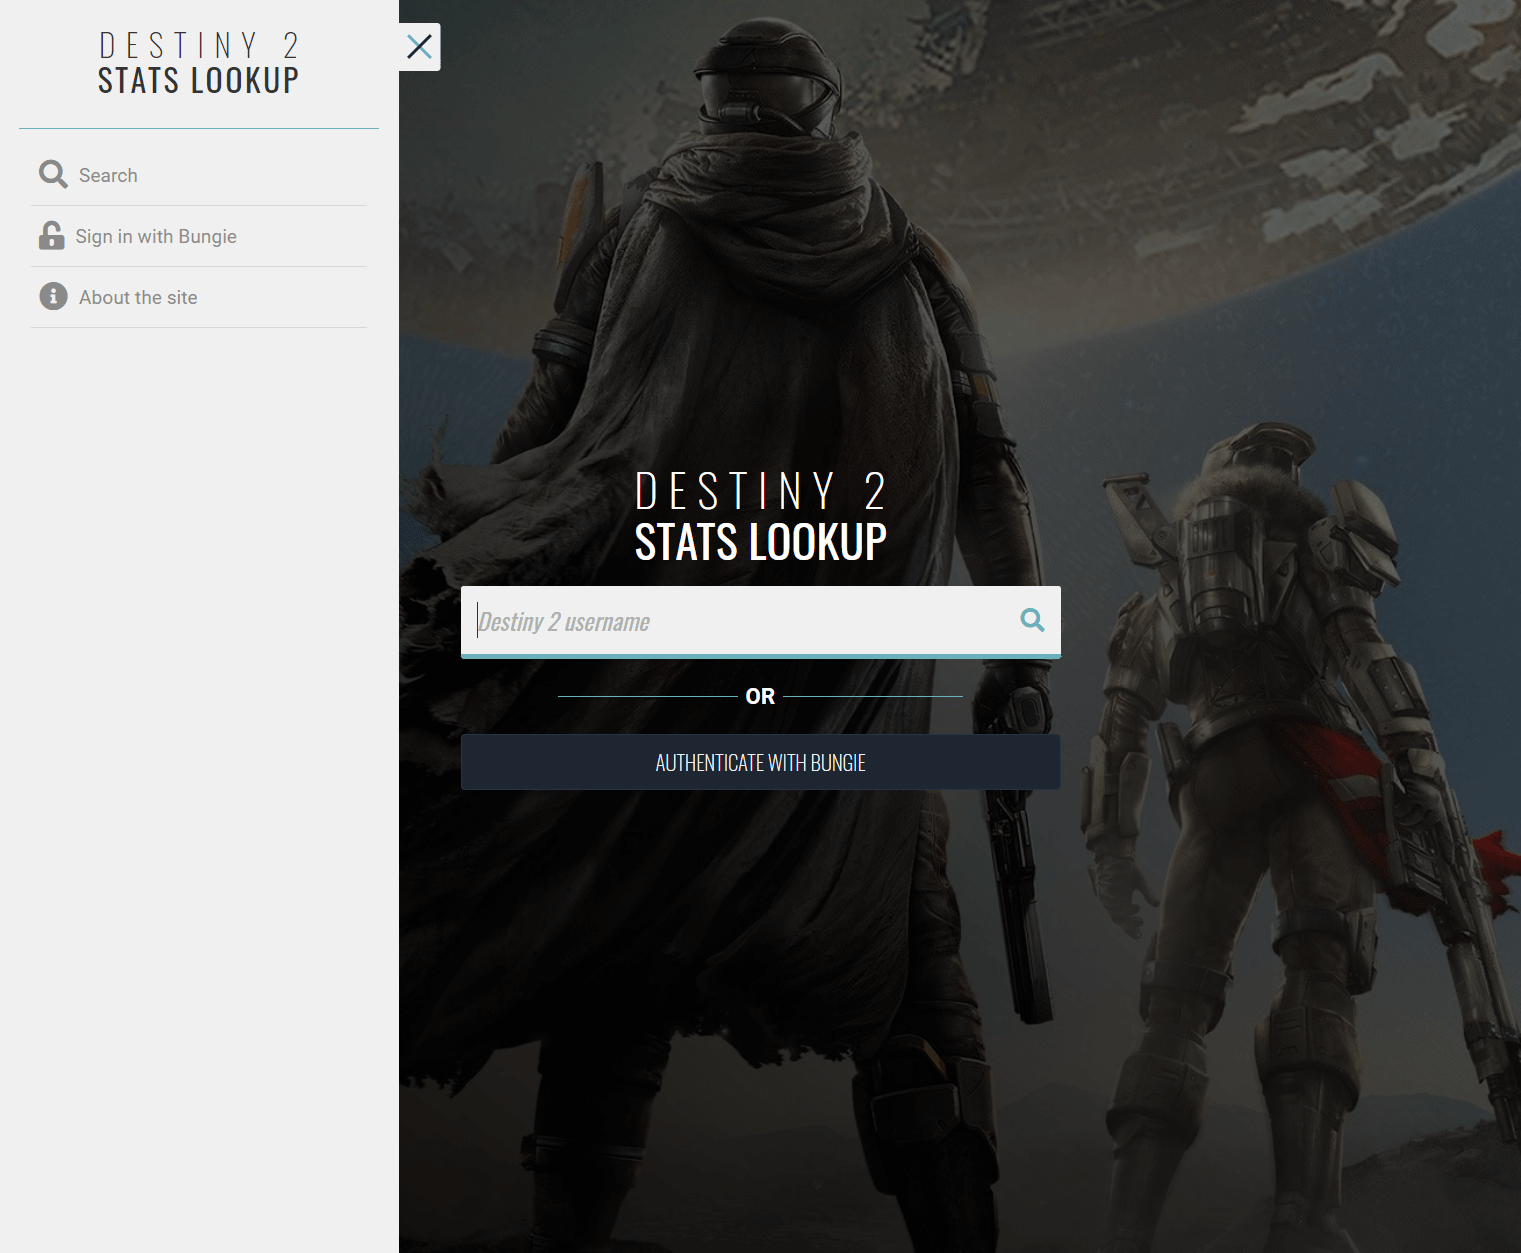 DESTINY 2
STATS LOOKUP
Search
Sign in with Bungie
About the site
DESTINY 2
STATS LOOKUP
Destiny 2 username
OR
AUTHENTICATE WITH BUNGIE